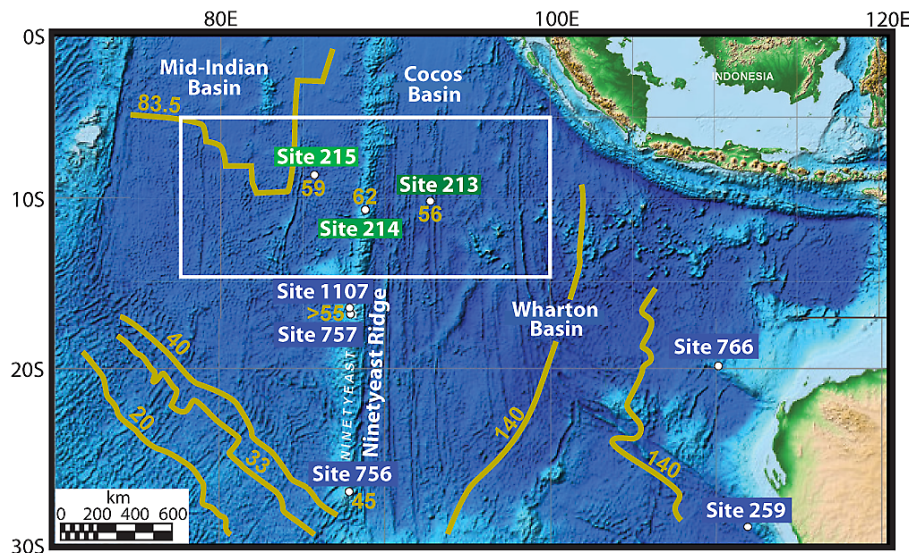 80E
100E
120E
0S
10S
20S
30S
Mid-Indian
Basin
Cocos
Basin
INDONESIA
83.5
Site 215
59
62
Site 214
Site 213
56
Site 1107
>55
Site 757
Ninetyeast Ridge
NINETYEAST
Wharton
Basin
Site 766
40
20
33
140
140
Site 756
45
Site 259
km
0 200 400 600